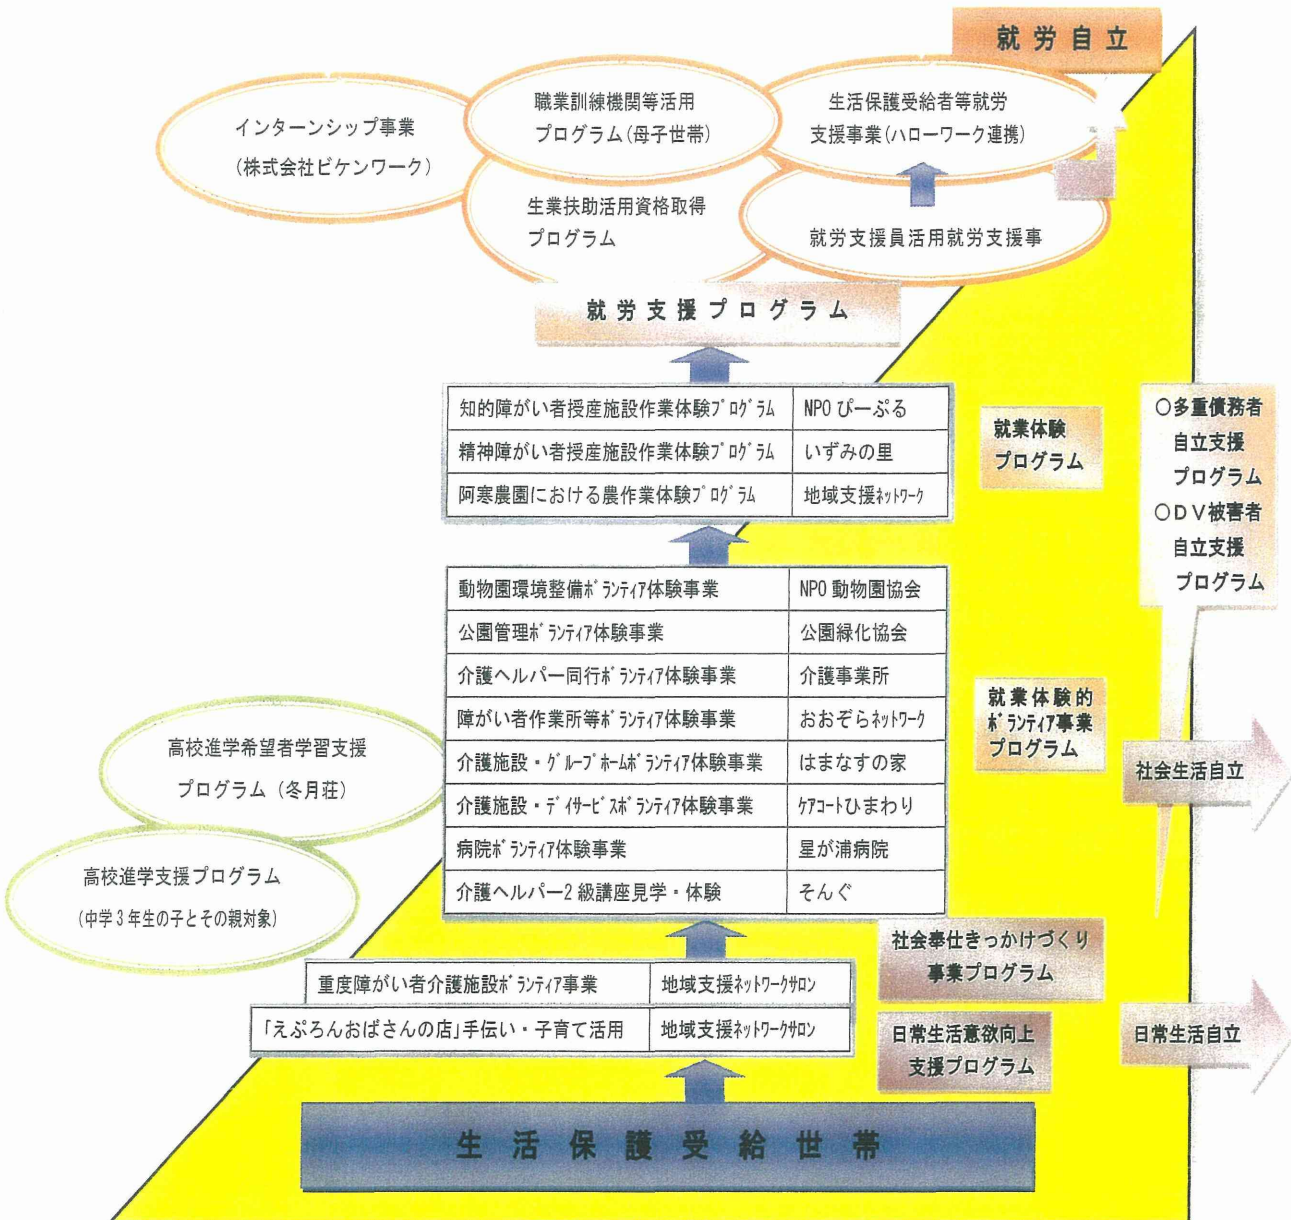 就労自立
インターンシップ事業
(株式会社ビケンワーク)
職業訓練機関等活用
プログラム(母子世帯)
生活保護受給者等就労
支援事業(ハローワーク連携)
生業扶助活用資格取得
プログラム
就労支援員活用就労支援事
就労支援プログラム
知的障がい者授産施設作業体験プログラム NPO ぴーぷる
精神障がい者授産施設作業体験プログラム いずみの里
阿寒農園における農作業体験プログラム 地域支援ネットワーク
就業体験
プログラム
○多重債務者
自立支援
プログラム
○DV被害者
自立支援
プログラム
動物園環境整備ボランティア体験事業 NPO 動物園協会
公園管理ボランティア体験事業 公園緑化協会
介護ヘルパー同行ボランティア体験事業 介護事業所
障がい者作業所等ボランティア体験事業 おおぞらネットワーク
介護施設・グループホームボランティア体験事業 はまなすの家
介護施設・デイサービスボランティア体験事業 ケアコートひまわり
病院ボランティア体験事業 星が浦病院
介護ヘルパー2級講座見学・体験 そんぐ
就業体験的
ボランティア事業
プログラム
社会生活自立
高校進学希望者学習支援
プログラム(冬月荘)
高校進学支援プログラム
(中学3年生の子とその親対象)
重度障がい者介護施設ボランティア事業 地域支援ネットワークサロン
「えぷろんおばさんの店」手伝い・子育て活用 地域支援ネットワークサロン
社会奉仕きっかけづくり
事業プログラム
日常生活意欲向上
支援プログラム
日常生活自立
生活保護受給世帯